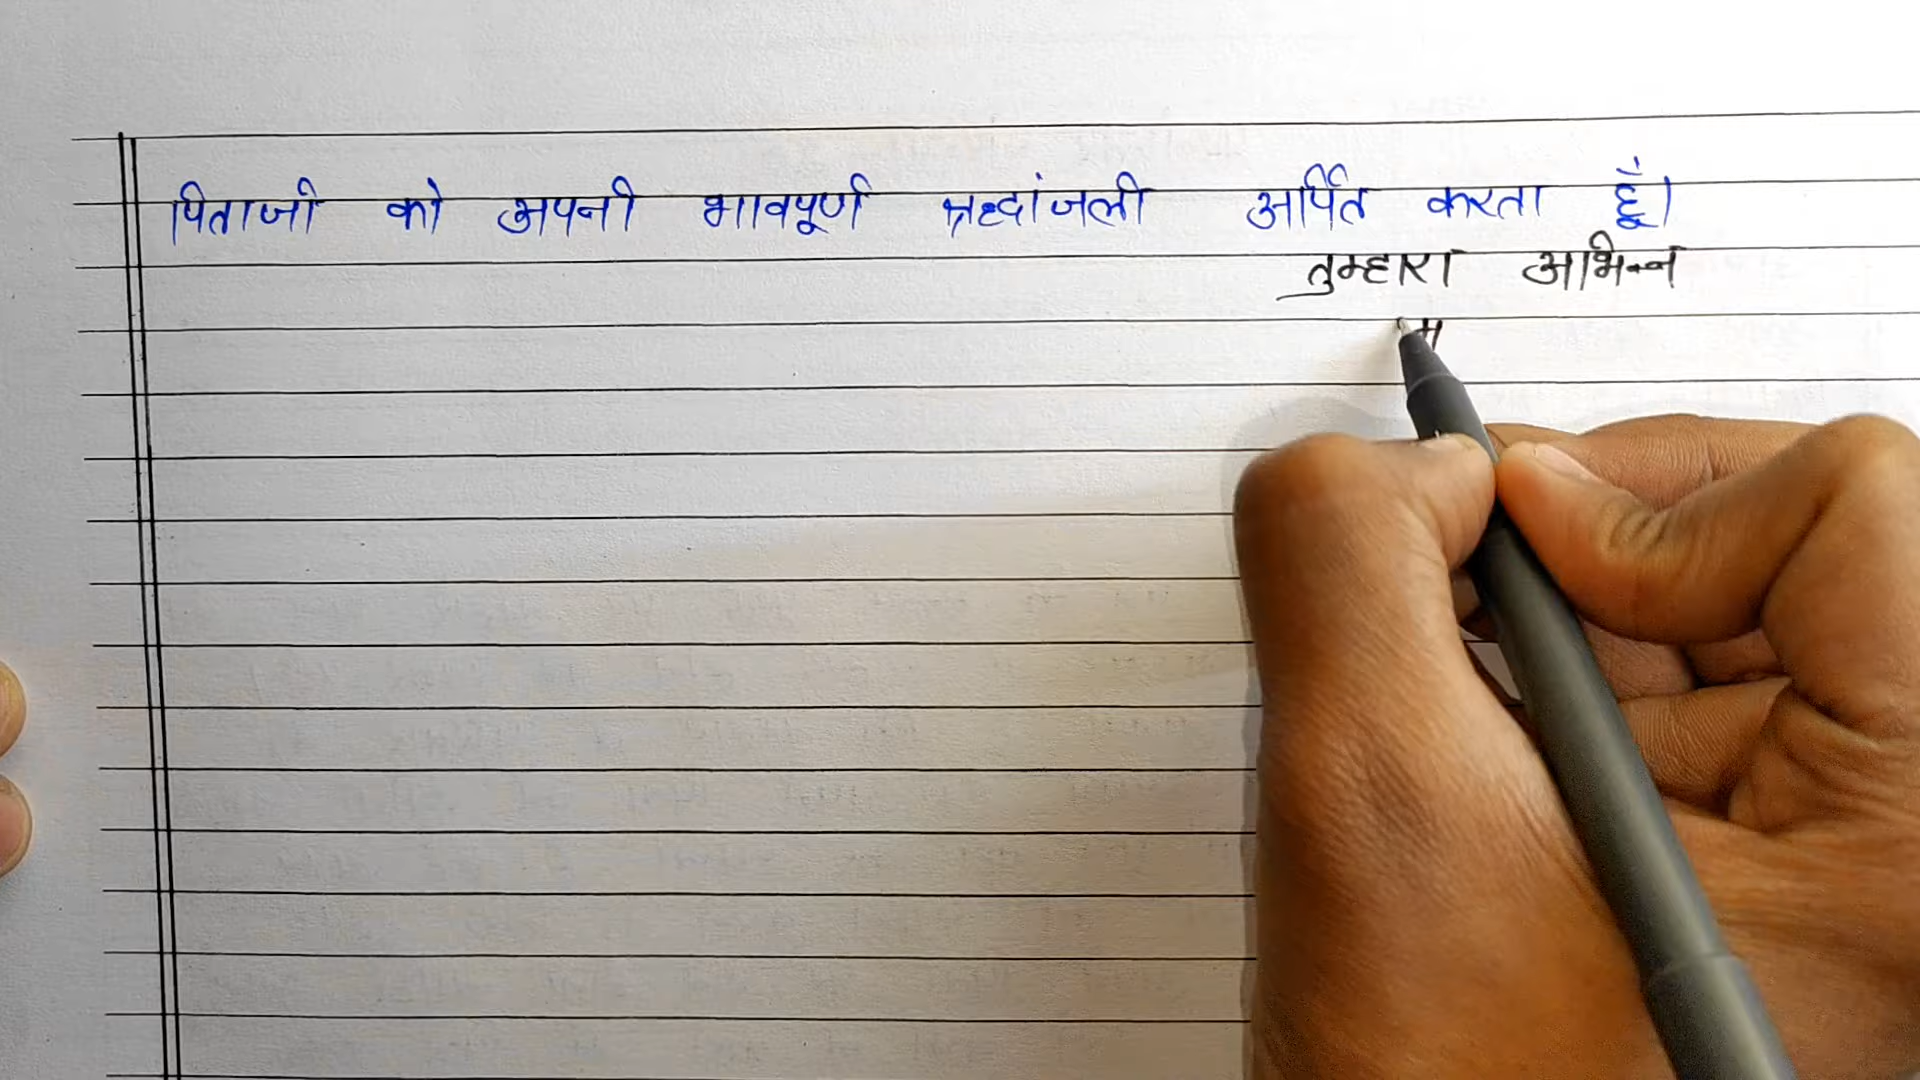 पिताजी को अपनी भावपूर्ण श्रद्धांजली अर्पित करता हूँ।
तुम्हारा अभिन्न